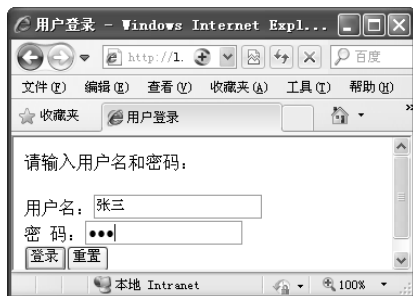 用户登录 - Windows Internet Expl...
http://1. 百度
文件(F) 编辑(E) 查看(V) 收藏夹(A) 工具(T) 帮助(H) »
收藏夹 用户登录
请输入用户名和密码：
用户名：张三
密 码：●●●
登录 重置
本地 Intranet 100%